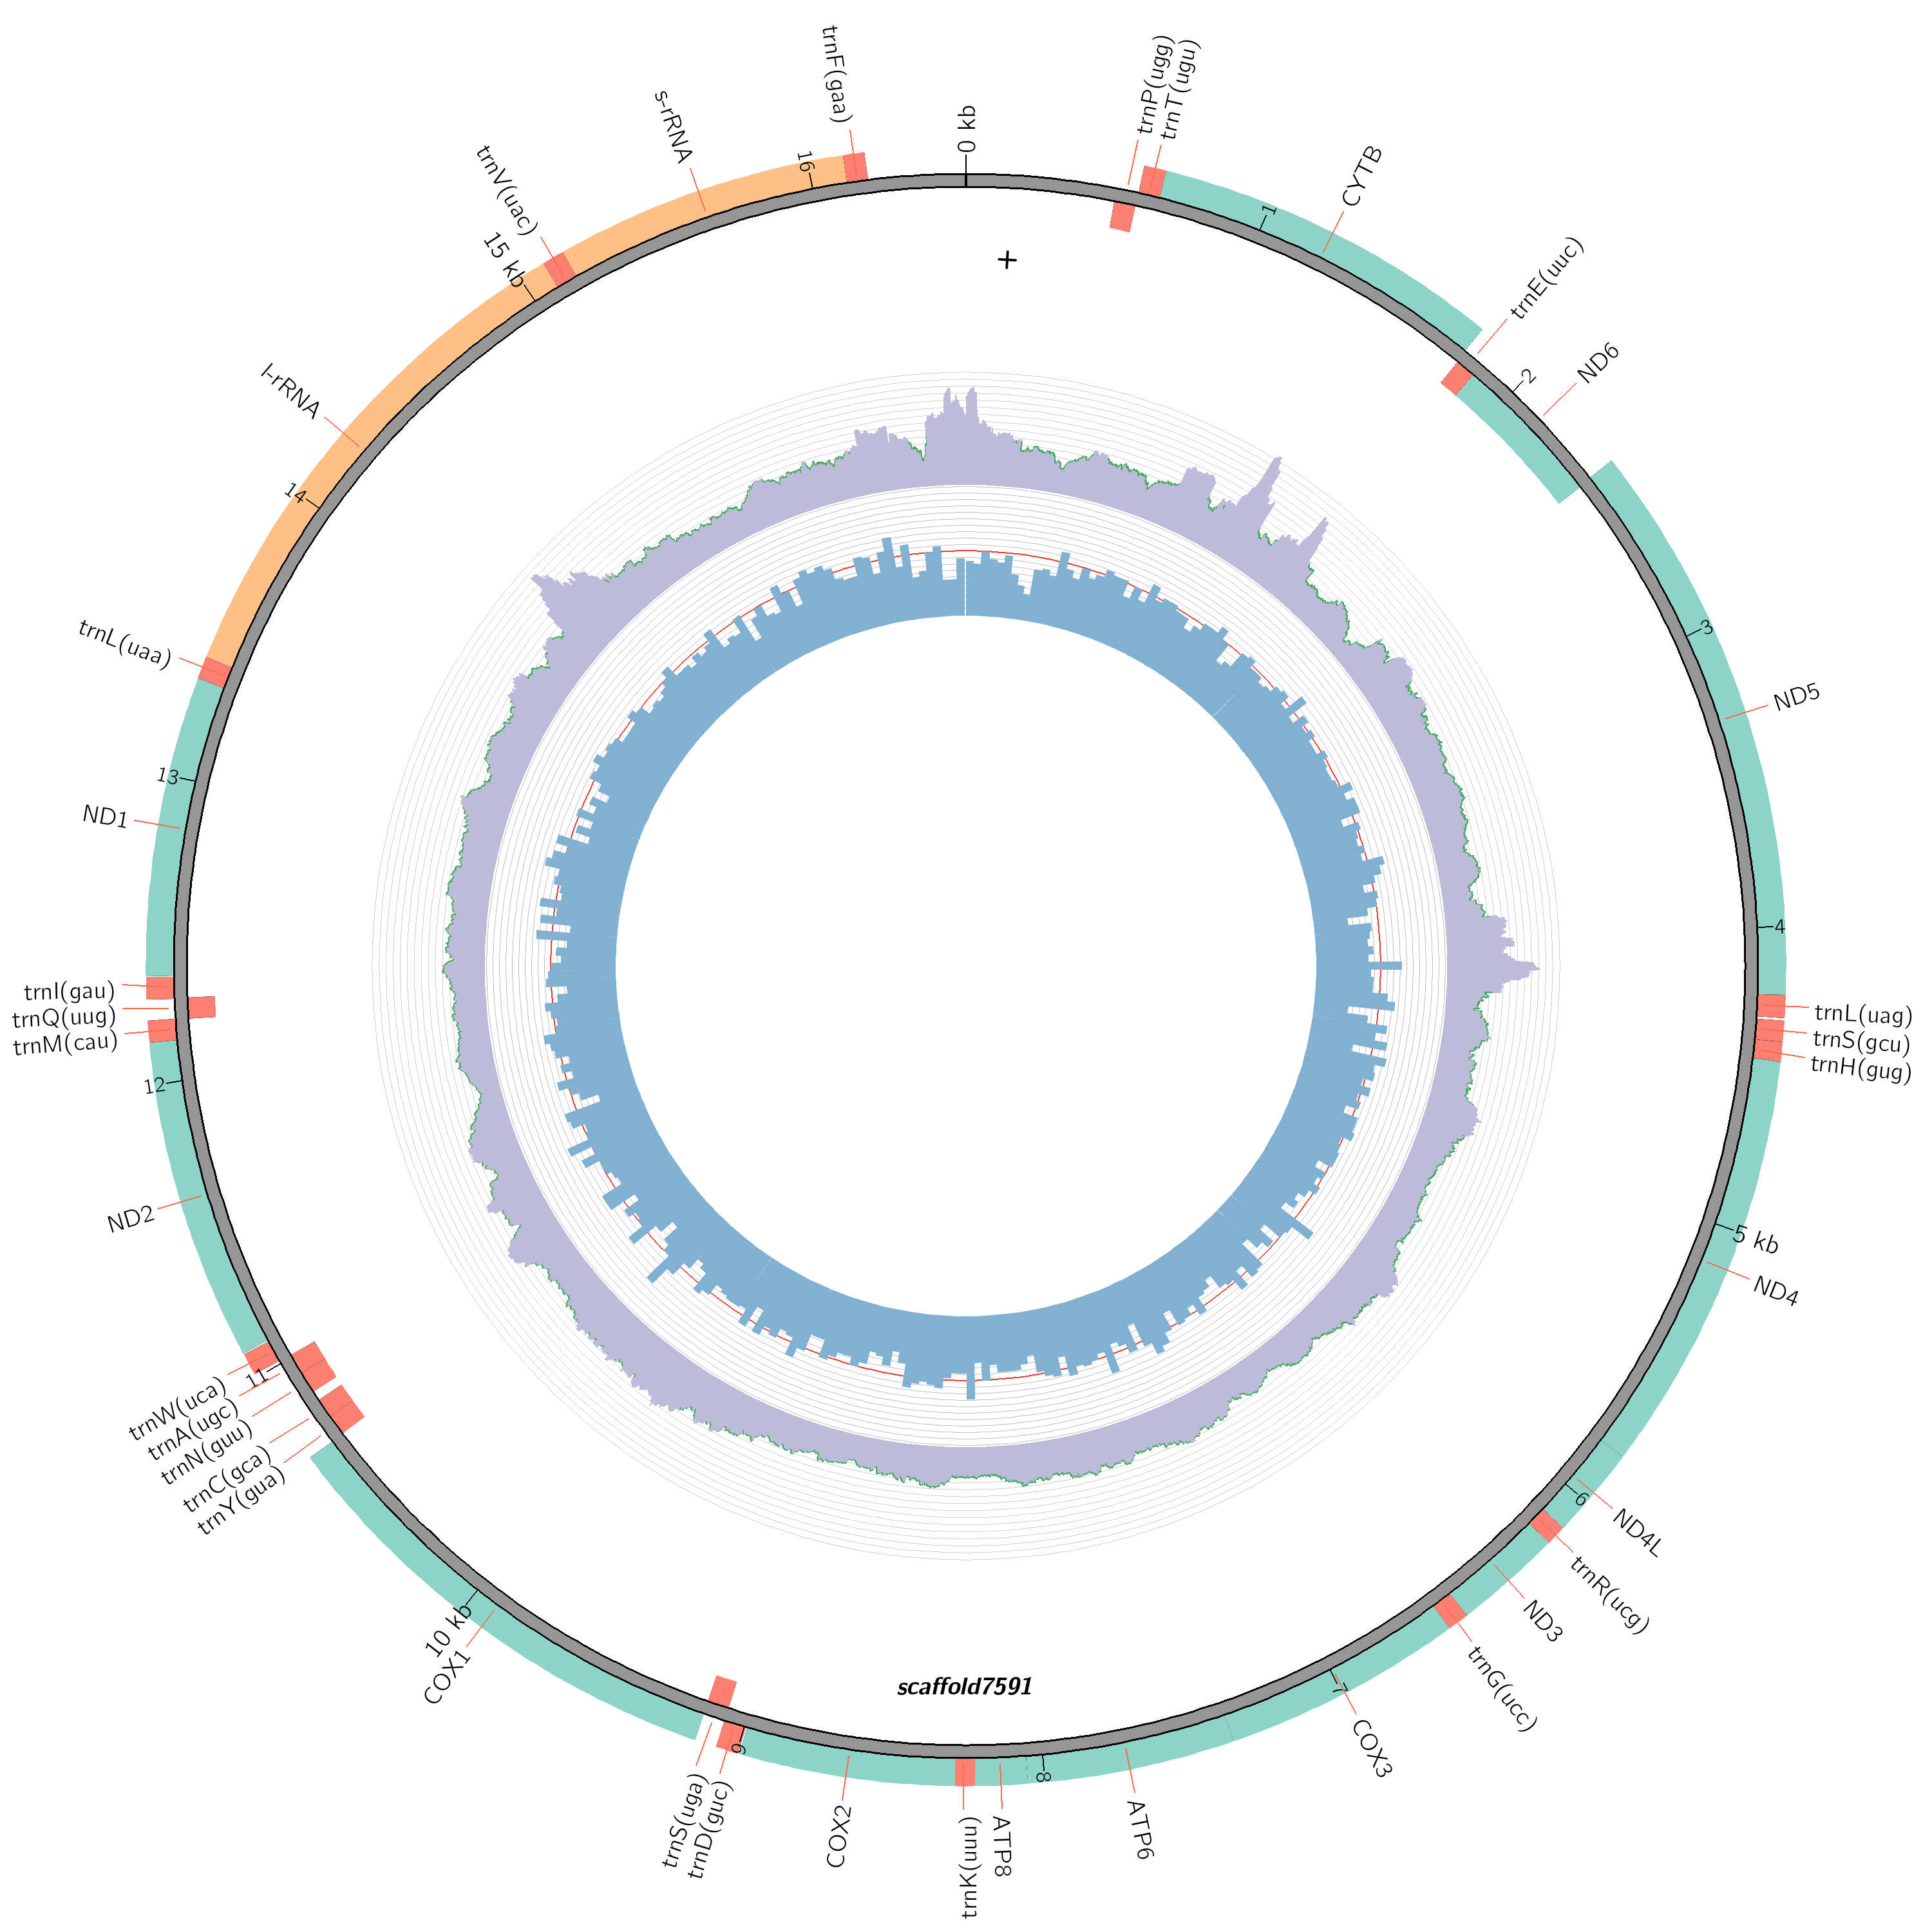 0 kb
trnP(ugg)
trnT(ugu)
1
CYTB
trnE(uuc)
2
ND6
3
ND5
4
trnL(uag)
trnS(gcu)
trnH(gug)
5 kb
ND4
6
ND4L
trnR(ucg)
ND3
trnG(ucc)
7
COX3
ATP6
8
ATP8
trnK(uuu)
COX2
9
trnD(guc)
trnS(uga)
10 kb
COX1
trnY(gua)
trnC(gca)
trnN(guu)
trnA(ugc)
11
trnW(uca)
ND2
12
trnM(cau)
trnQ(uug)
trnI(gau)
ND1
13
trnL(uaa)
14
l-rRNA
15 kb
trnV(uac)
s-rRNA
16
trnF(gaa)
+
scaffold7591